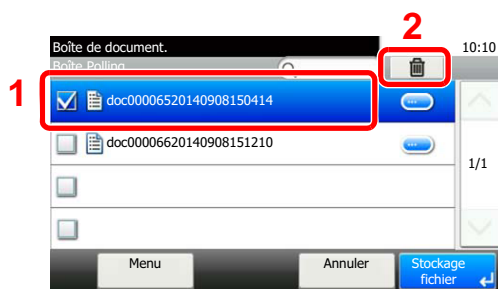 2
Boîte de document.
10:10
Boîte Polling
1
doc00006520140908150414
doc00006620140908151210
1/1
Menu
Annuler
Stockage
fichier